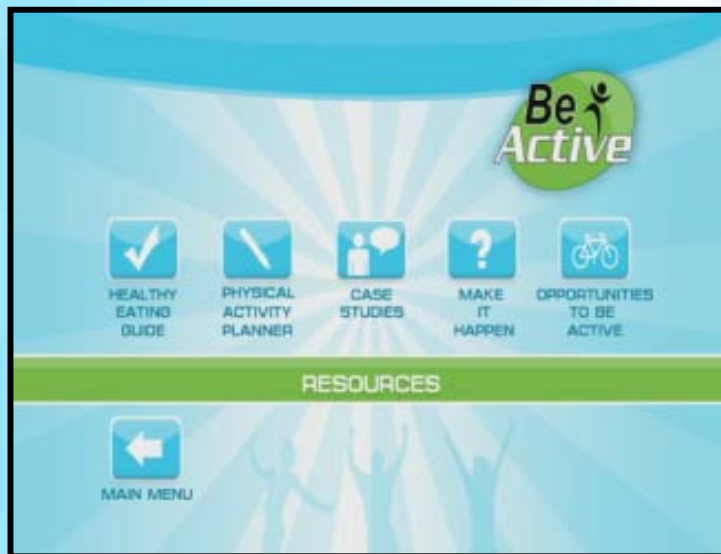 Be
Active
HEALTHY
EATING
GUIDE
PHYSICAL
ACTIVITY
PLANNER
CASE
STUDIES
MAKE
IT
HAPPEN
OPPORTUNITIES
TO BE
ACTIVE
RESOURCES
MAIN MENU